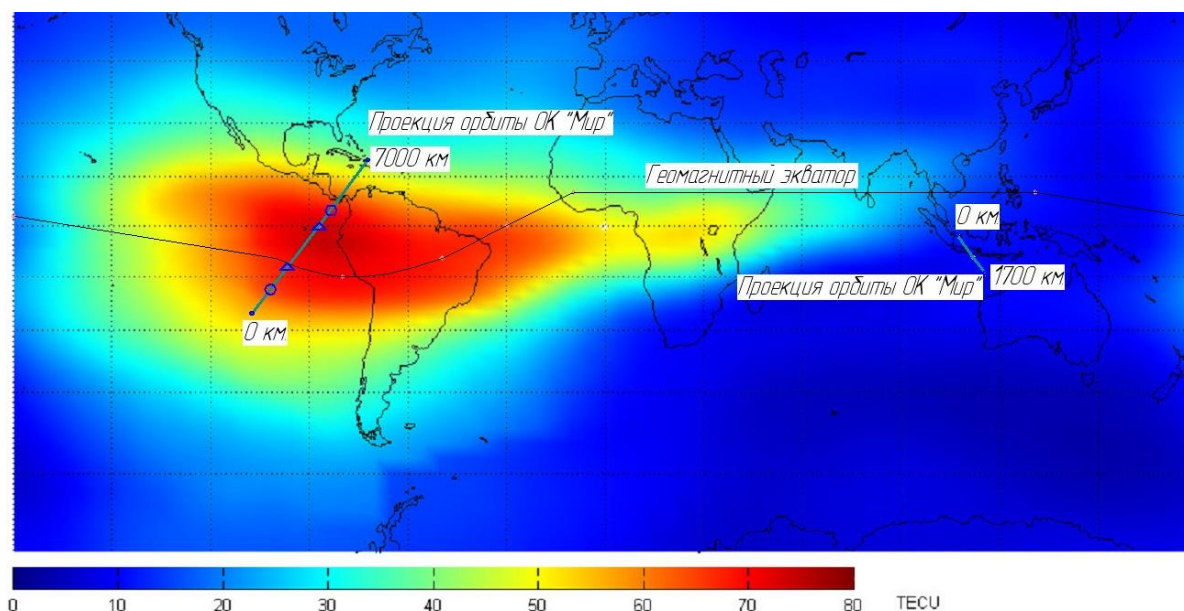 Проекция орбиты ОК "Мир"
7000 км
Геомагнитный экватор
0 км.
Проекция орбиты ОК "Мир"
1700 км.
0 км.
0 10 20 30 40 50 60 70 80 TECU